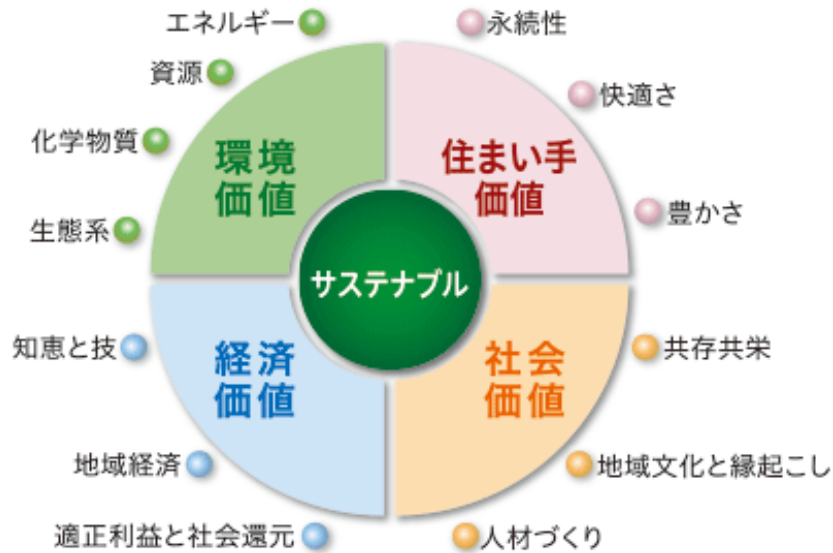 エネルギー
永続性
資源
快適さ
化学物質
環境
価値
住まい手
価値
生態系
豊かさ
サステナブル
知恵と技
経済
価値
社会
価値
共存共栄
地域経済
地域文化と縁起こし
適正利益と社会還元
人材づくり